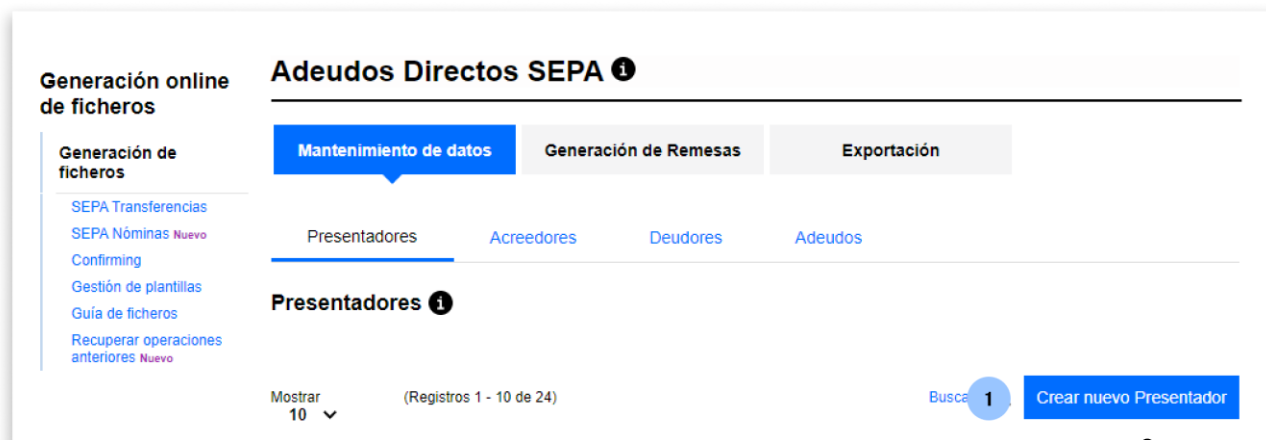 Generación online
de ficheros
Generación de
ficheros
SEPA Transferencias
SEPA Nóminas Nuevo
Confirming
Gestión de plantillas
Guía de ficheros
Recuperar operaciones
anteriores Nuevo
Adeudos Directos SEPA
Mantenimiento de datos Generación de Remesas Exportación
Presentadores Acreedores Deudores Adeudos
Presentadores
Mostrar (Registros 1 - 10 de 24) 1 Crear nuevo Presentador
10